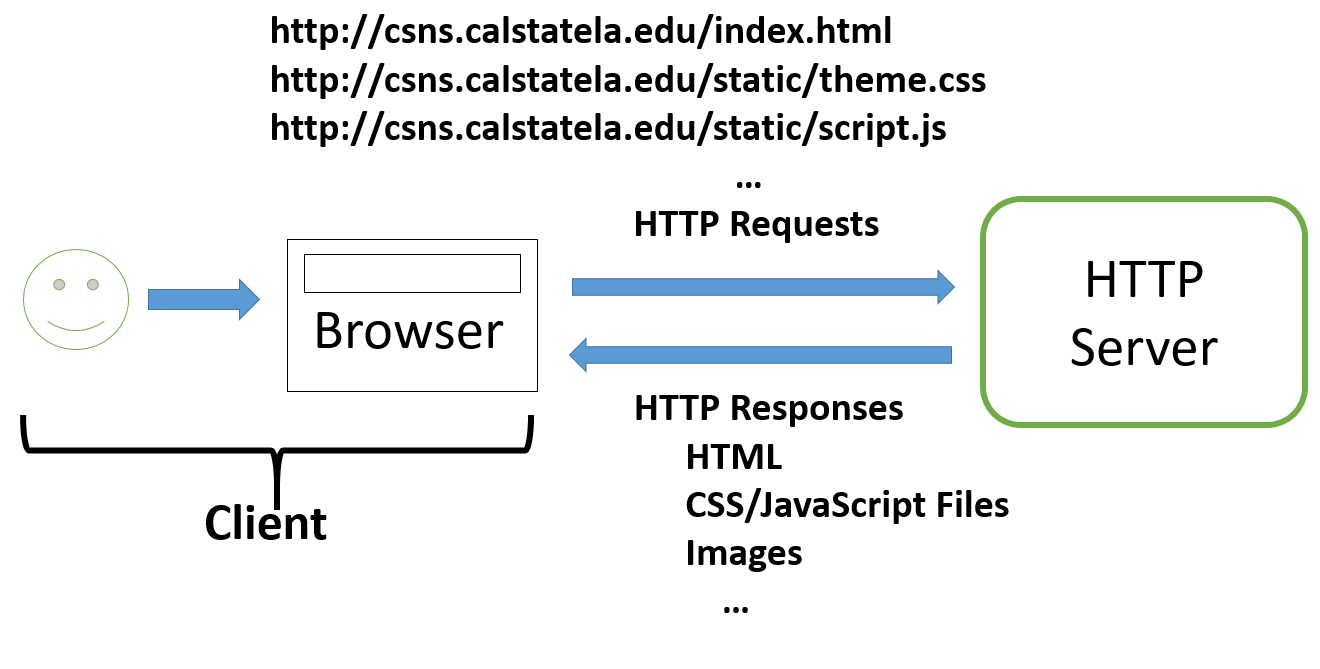 http://csns.calstatela.edu/index.html
http://csns.calstatela.edu/static/theme.css
http://csns.calstatela.edu/static/script.js
...
HTTP Requests
Browser
HTTP
Server
HTTP Responses
HTML
CSS/JavaScript Files
Images
...
Client